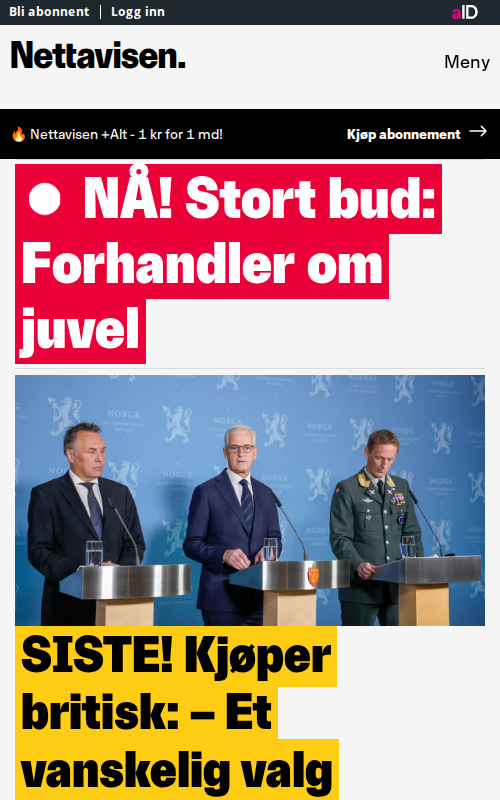 Bli abonnent | Logg inn
aID
Nettavisen.
Meny
🔥 Nettavisen +Alt - 1 kr for 1 md!
Kjøp abonnement →
NÅ! Stort bud:
Forhandler om
juvel
NORGE
SISTE! Kjøper
britisk: – Et
vanskelig valg